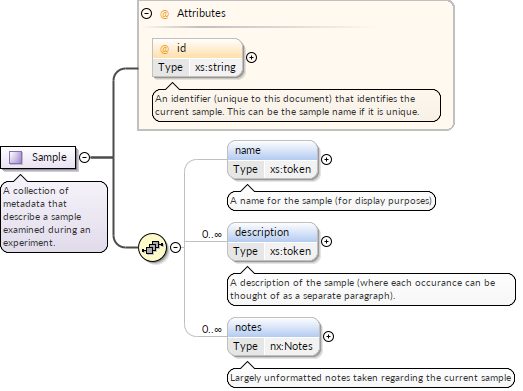 Attributes
id
Type xs:string
An identifier (unique to this document) that identifies the
current sample. This can be the sample name if it is unique.
Sample
A collection of
metadata that
describe a sample
examined during an
experiment.
name
Type xs:token
A name for the sample (for display purposes)
0..∞
description
Type xs:token
A description of the sample (where each occurance can be
thought of as a separate paragraph).
0..∞
notes
Type nx:Notes
Largely unformatted notes taken regarding the current sample